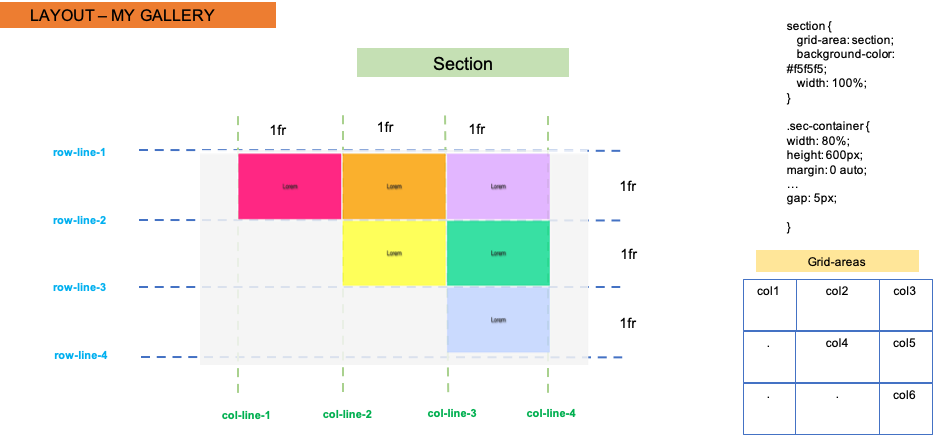 LAYOUT – MY GALLERY
Section
1fr
1fr
1fr
row-line-1
row-line-2
row-line-3
row-line-4
Lorem
Lorem
Lorem
Lorem
Lorem
Lorem
1fr
1fr
1fr
col-line-1
col-line-2
col-line-3
col-line-4
section {
grid-area: section;
background-color:
#f5f5f5;
width: 100%;
}
.sec-container {
width: 80%;
height: 600px;
margin: 0 auto;
…
gap: 5px;
}
Grid-areas
col1 col2 col3
. col4 col5
. . col6